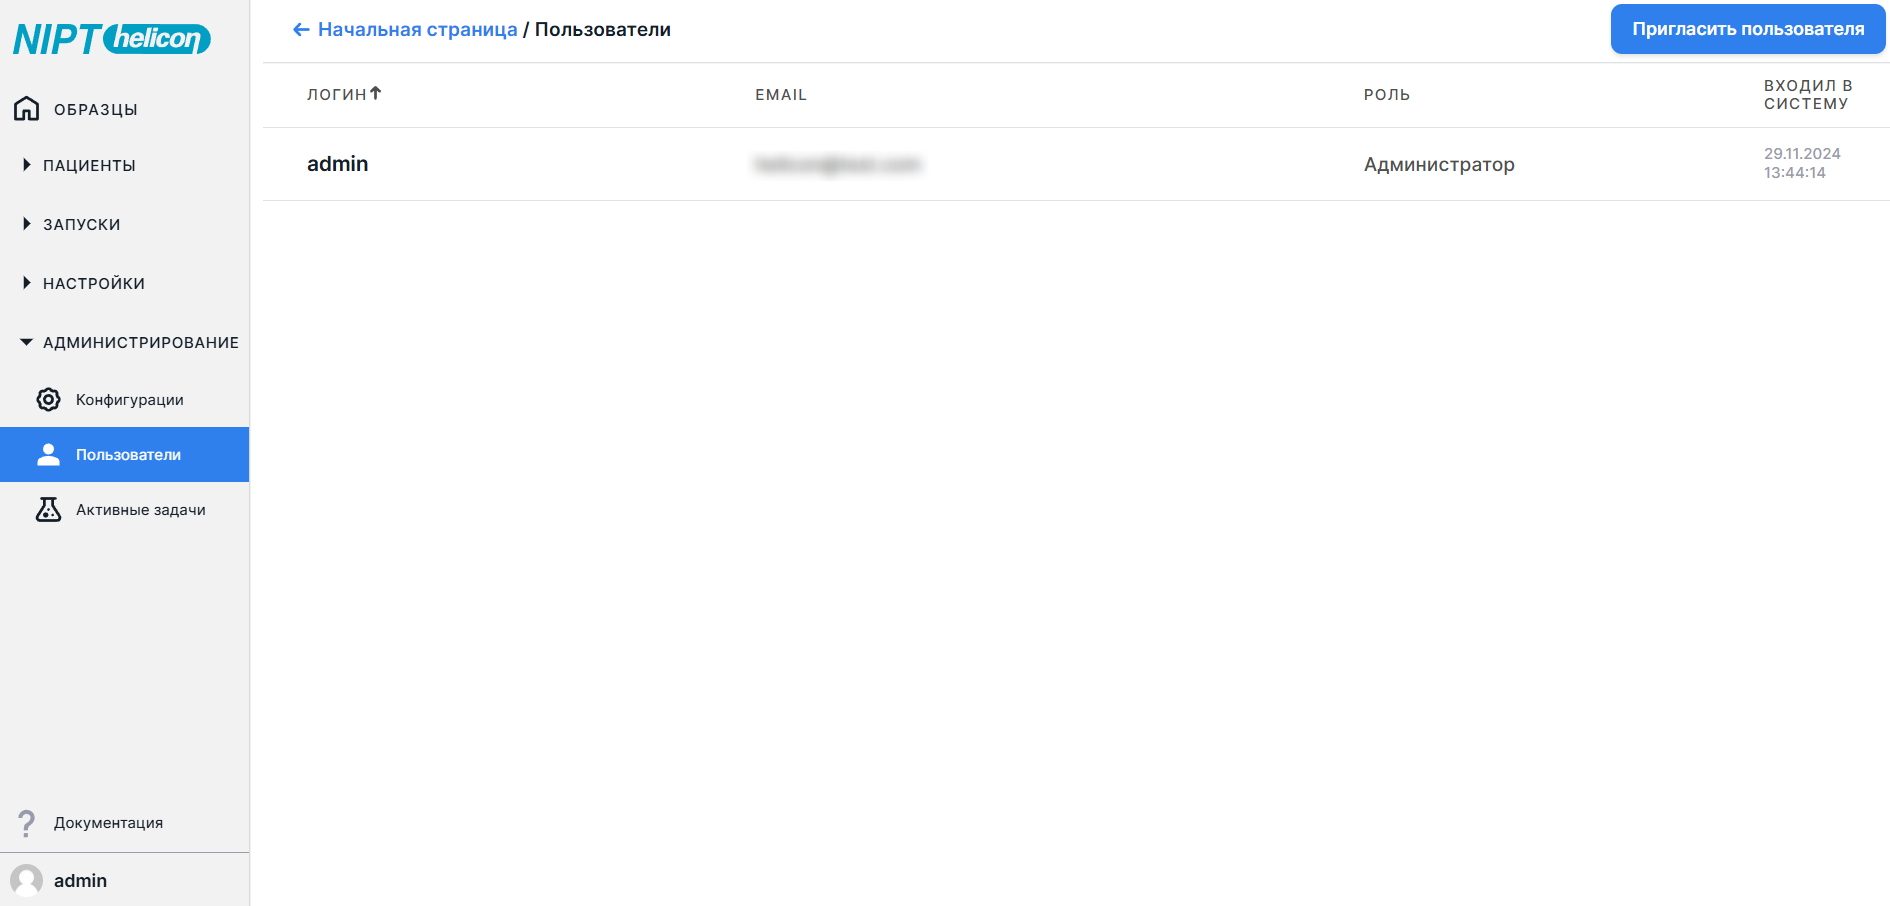 NIPT helicon
ОБРАЗЦЫ
ПАЦИЕНТЫ
ЗАПУСКИ
НАСТРОЙКИ
АДМИНИСТРИРОВАНИЕ
Конфигурации
Пользователи
Активные задачи
Документация
admin
← Начальная страница / Пользователи
Пригласить пользователя
ЛОГИН↑ EMAIL РОЛЬ ВХОДИЛ В
СИСТЕМУ
admin Администратор 29.11.2024
13:44:14